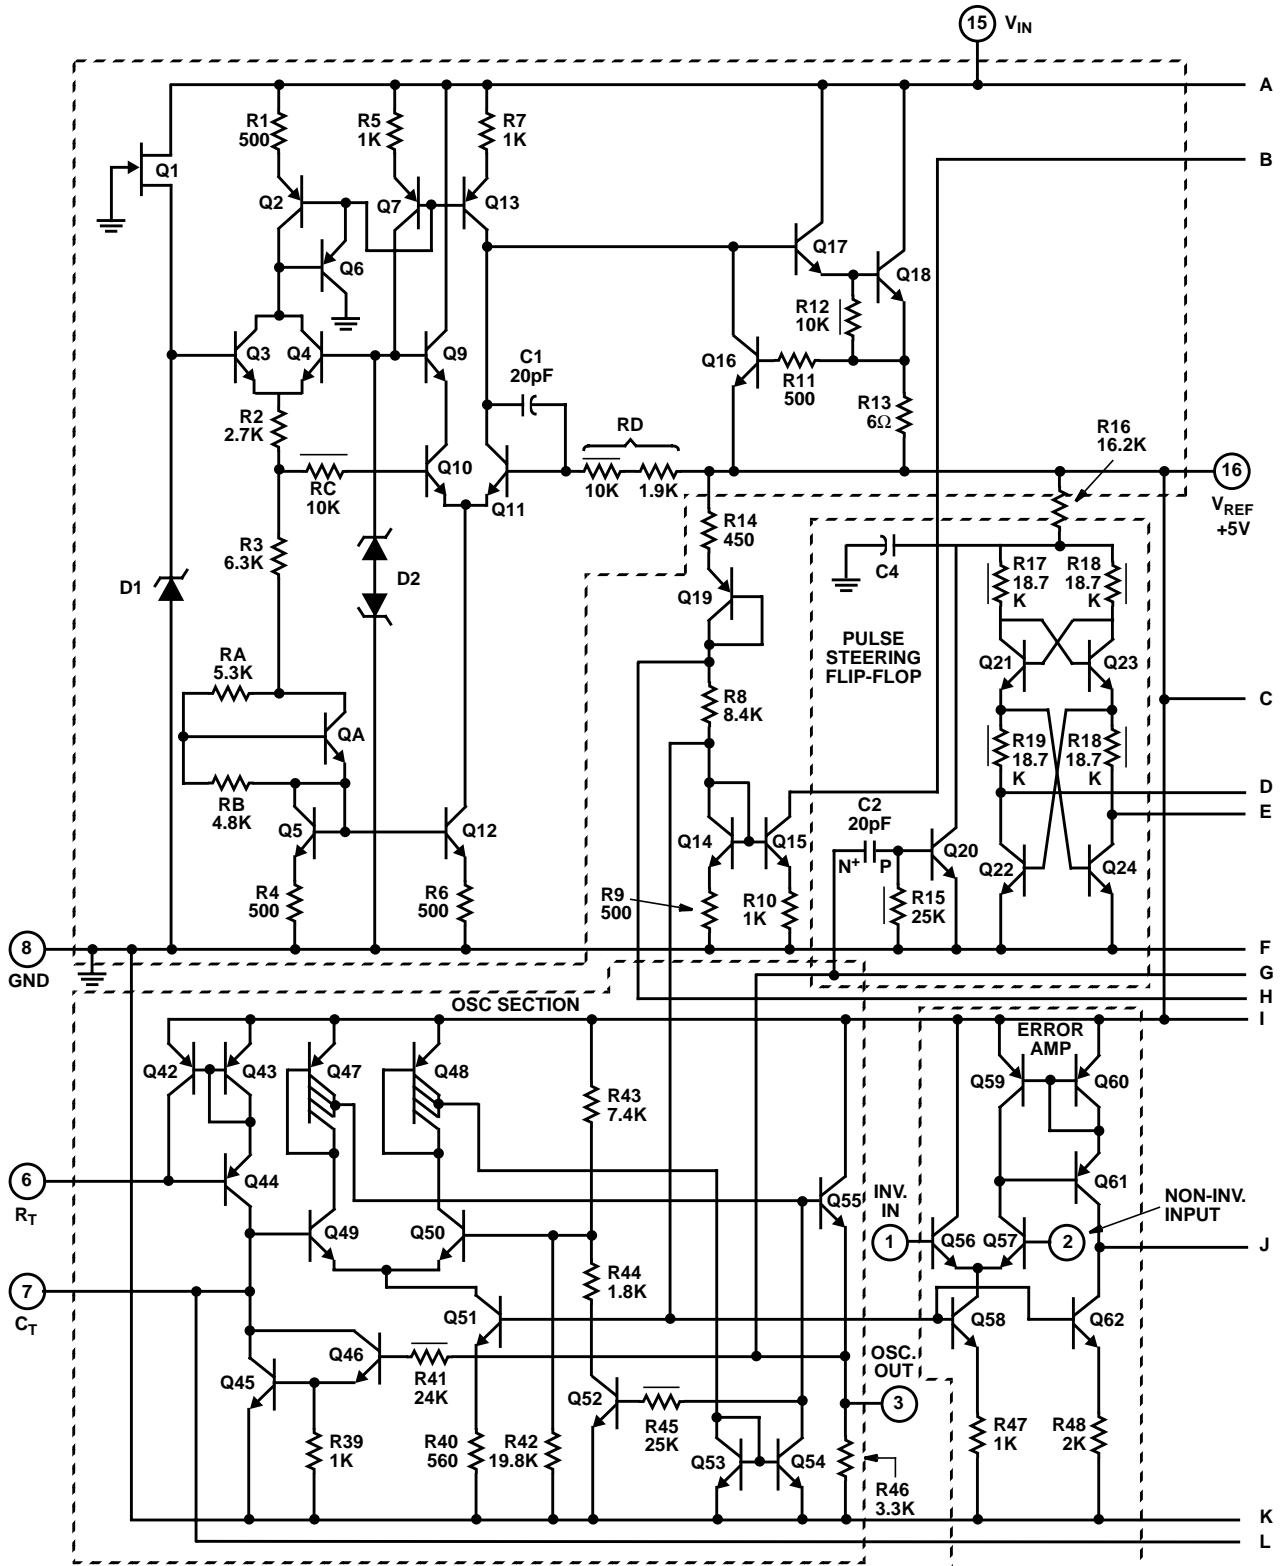 15 V_IN
A
R1
500
R5
1K
R7
1K
Q1
B
Q2
Q7
Q13
Q6
Q17
Q18
R12
10K
Q3
Q4
Q9
C1
20pF
Q16
R11
500
R13
6Ω
R2
2.7K
RD
R16
16.2K
RC
10K
Q10
Q11
10K
1.9K
16
V_REF
+5V
R3
6.3K
D2
D1
R14
450
C4
R17
18.7
K
R18
18.7
K
Q19
PULSE
STEERING
FLIP-FLOP
Q21
Q23
RA
5.3K
QA
R8
8.4K
C
RB
4.8K
R19
18.7
K
R18
18.7
K
D
E
Q5
Q12
Q14
Q15
C2
20pF
N+
P
Q20
Q22
Q24
R4
500
R6
500
R9
500
R10
1K
R15
25K
8
GND
F
G
H
I
OSC SECTION
ERROR
AMP
Q42
Q43
Q47
Q48
R43
7.4K
Q59
Q60
6
R_T
Q44
Q55
INV.
IN
1
Q61
NON-INV.
INPUT
Q49
Q50
Q56
Q57
2
J
7
C_T
R44
1.8K
Q51
Q58
Q62
Q46
R41
24K
OSC.
OUT
3
Q45
Q52
R45
25K
R39
1K
R40
560
R42
19.8K
Q53
Q54
R46
3.3K
R47
1K
R48
2K
K
L